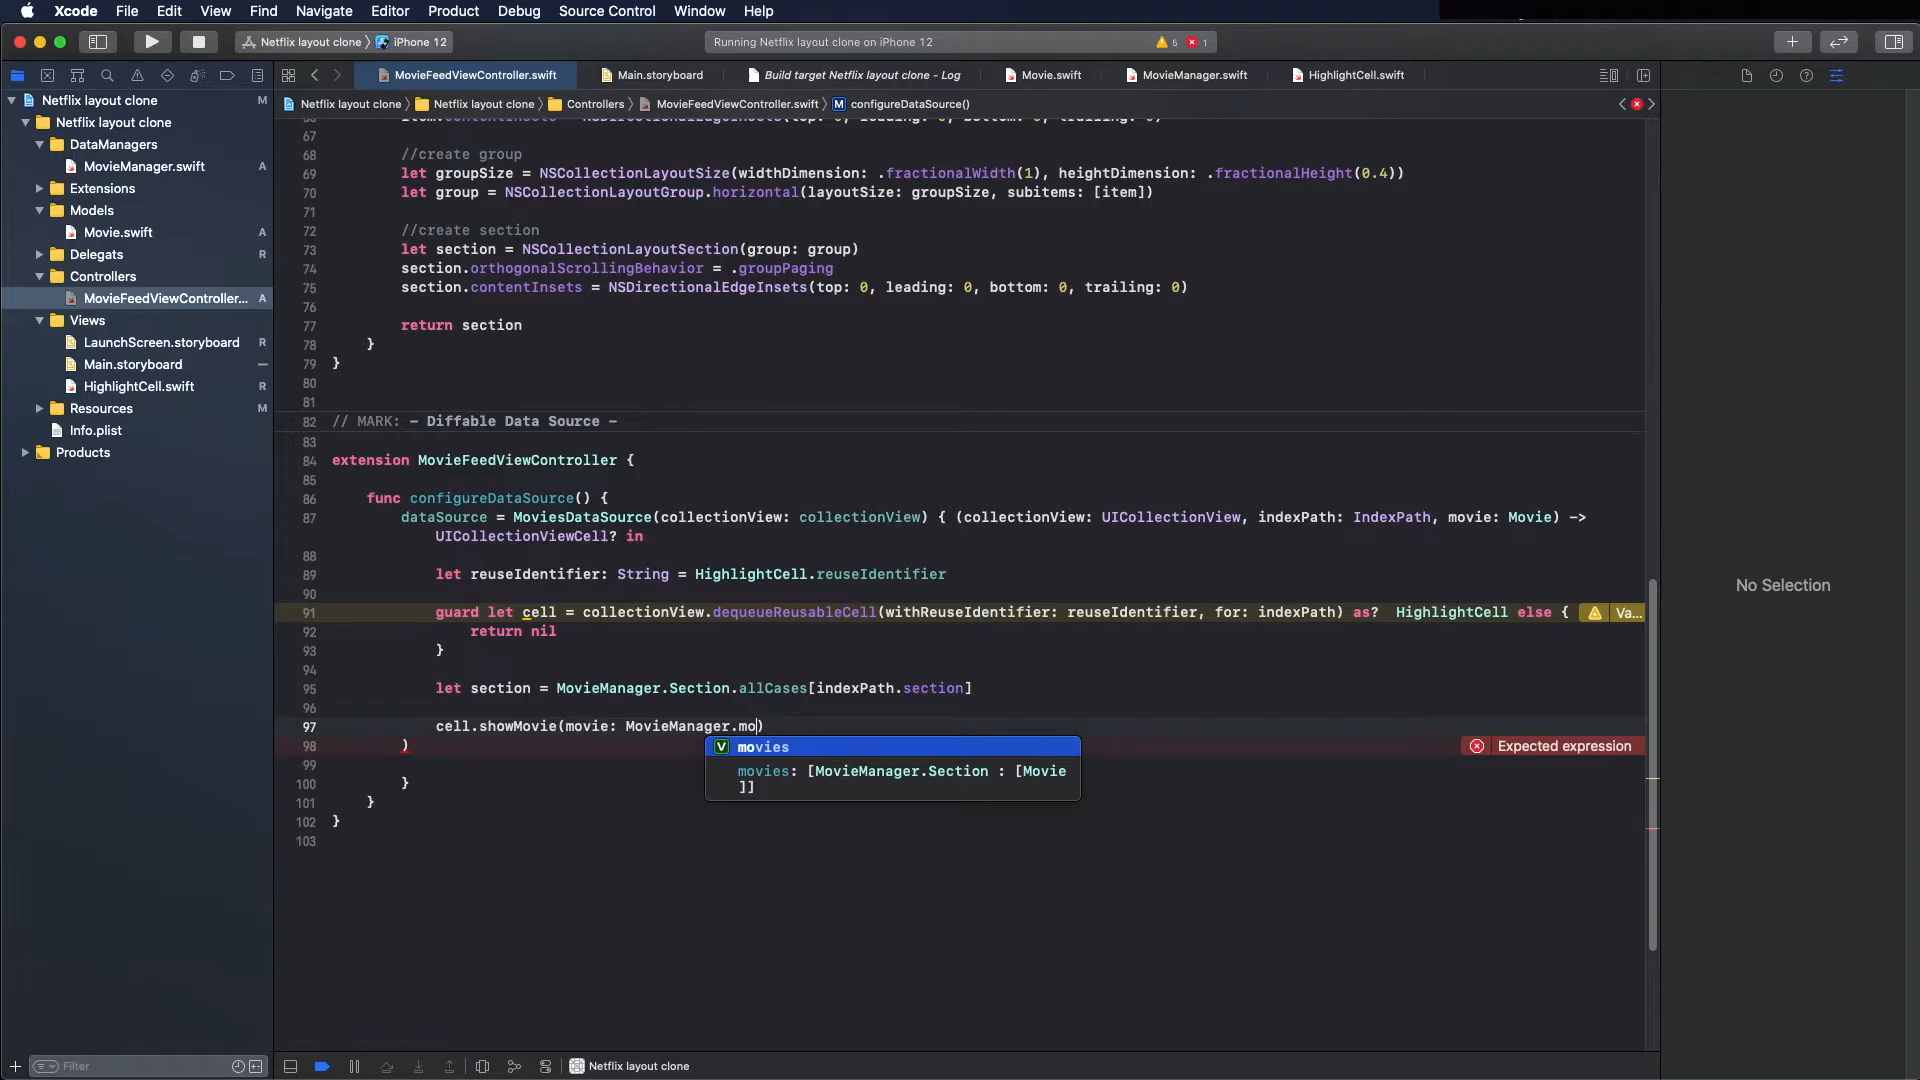 Xcode File Edit View Find Navigate Editor Product Debug Source Control Window Help
Netflix layout clone iPhone 12
Running Netflix layout clone on iPhone 12 5 1
MovieFeedViewController.swift Main.storyboard Build target Netflix layout clone - Log Movie.swift MovieManager.swift HighlightCell.swift
Netflix layout clone Netflix layout clone Controllers MovieFeedViewController.swift M configureDataSource()
Netflix layout clone M
Netflix layout clone
DataManagers
MovieManager.swift A
Extensions
Models
Movie.swift A
Delegats R
Controllers
MovieFeedViewController... A
Views
LaunchScreen.storyboard R
Main.storyboard –
HighlightCell.swift R
Resources M
Info.plist
Products
Filter
67
68 //create group
69 let groupSize = NSCollectionLayoutSize(widthDimension: .fractionalWidth(1), heightDimension: .fractionalHeight(0.4))
70 let group = NSCollectionLayoutGroup.horizontal(layoutSize: groupSize, subitems: [item])
71
72 //create section
73 let section = NSCollectionLayoutSection(group: group)
74 section.orthogonalScrollingBehavior = .groupPaging
75 section.contentInsets = NSDirectionalEdgeInsets(top: 0, leading: 0, bottom: 0, trailing: 0)
76
77 return section
78 }
79 }
80
81
82 // MARK: - Diffable Data Source -
83
84 extension MovieFeedViewController {
85
86 func configureDataSource() {
87 dataSource = MoviesDataSource(collectionView: collectionView) { (collectionView: UICollectionView, indexPath: IndexPath, movie: Movie) ->
UICollectionViewCell? in
88
89 let reuseIdentifier: String = HighlightCell.reuseIdentifier
90
91 guard let cell = collectionView.dequeueReusableCell(withReuseIdentifier: reuseIdentifier, for: indexPath) as? HighlightCell else { Va...
92 return nil
93 }
94
95 let section = MovieManager.Section.allCases[indexPath.section]
96
97 cell.showMovie(movie: MovieManager.mo)
98 ) Expected expression
99
100 }
101 }
102 }
103
V movies
movies: [MovieManager.Section : [Movie
]]
No Selection
Netflix layout clone